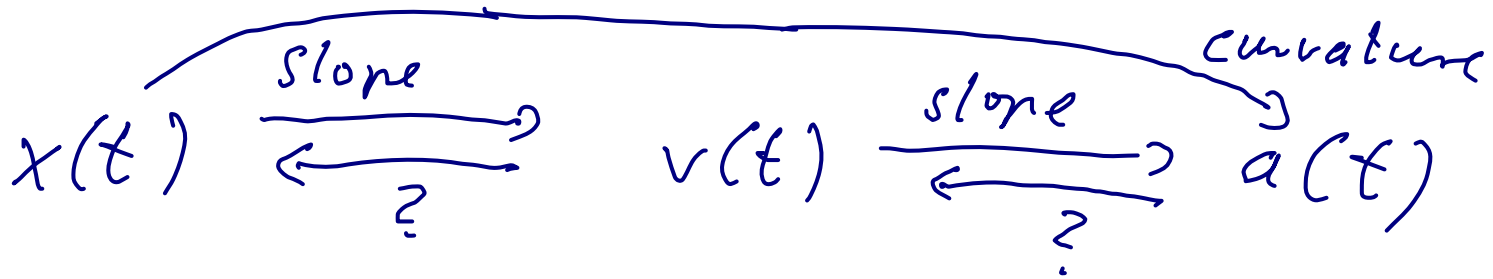 curvature
slope slope
x(t) v(t) a(t)
? ?